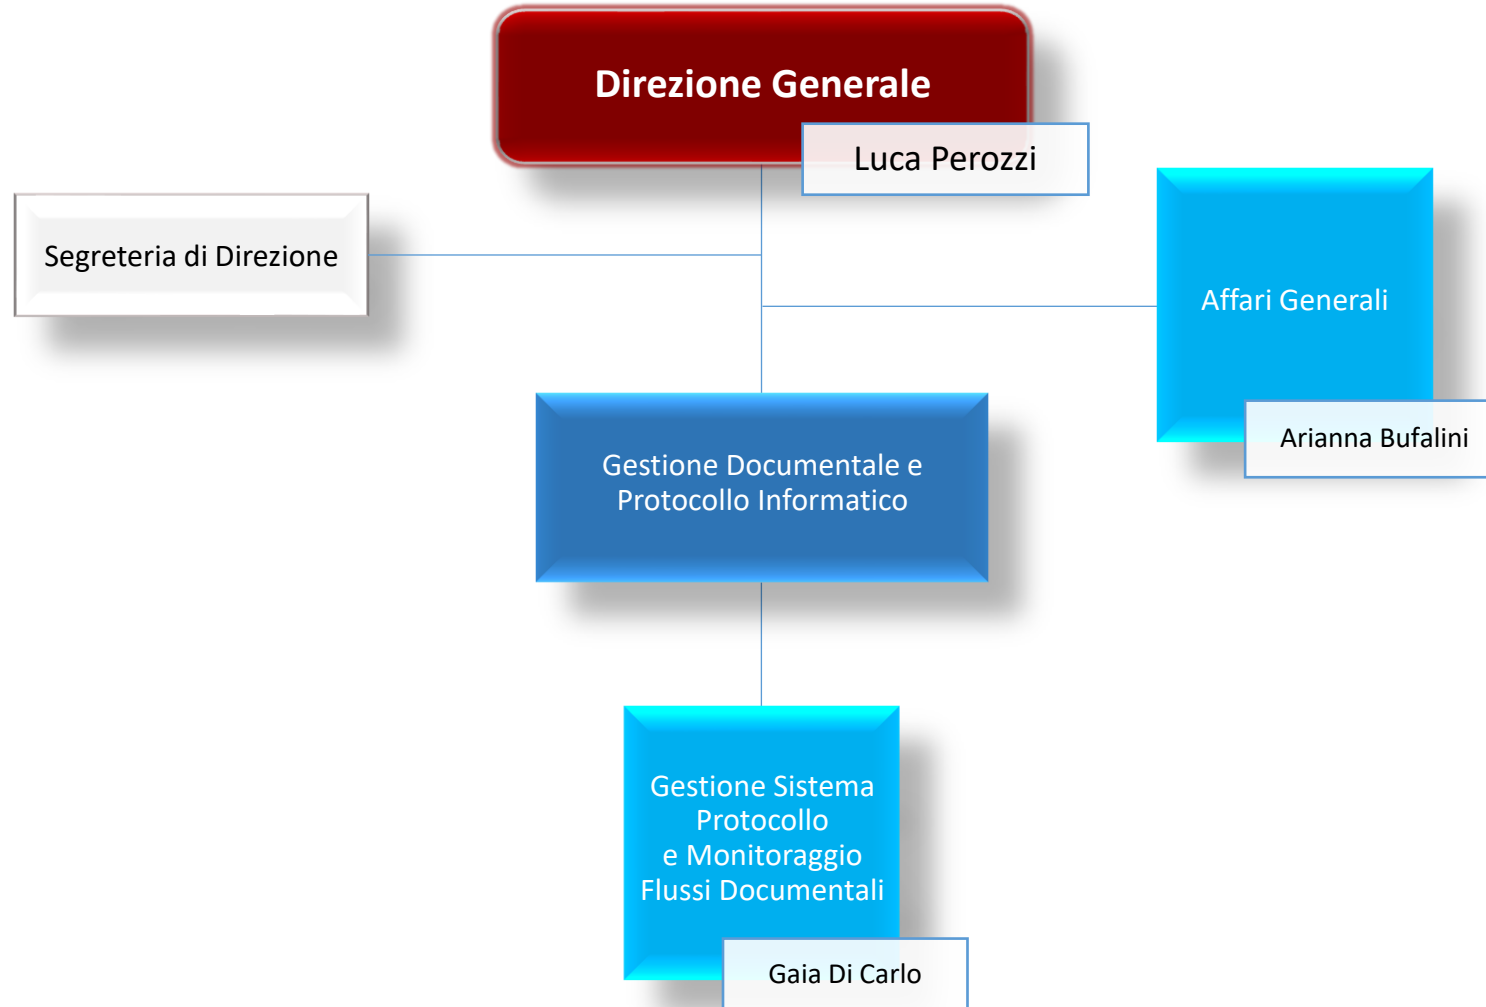 Direzione Generale
Luca Perozzi
Segreteria di Direzione
Affari Generali
Arianna Bufalini
Gestione Documentale e
Protocollo Informatico
Gestione Sistema
Protocollo
e Monitoraggio
Flussi Documentali
Gaia Di Carlo